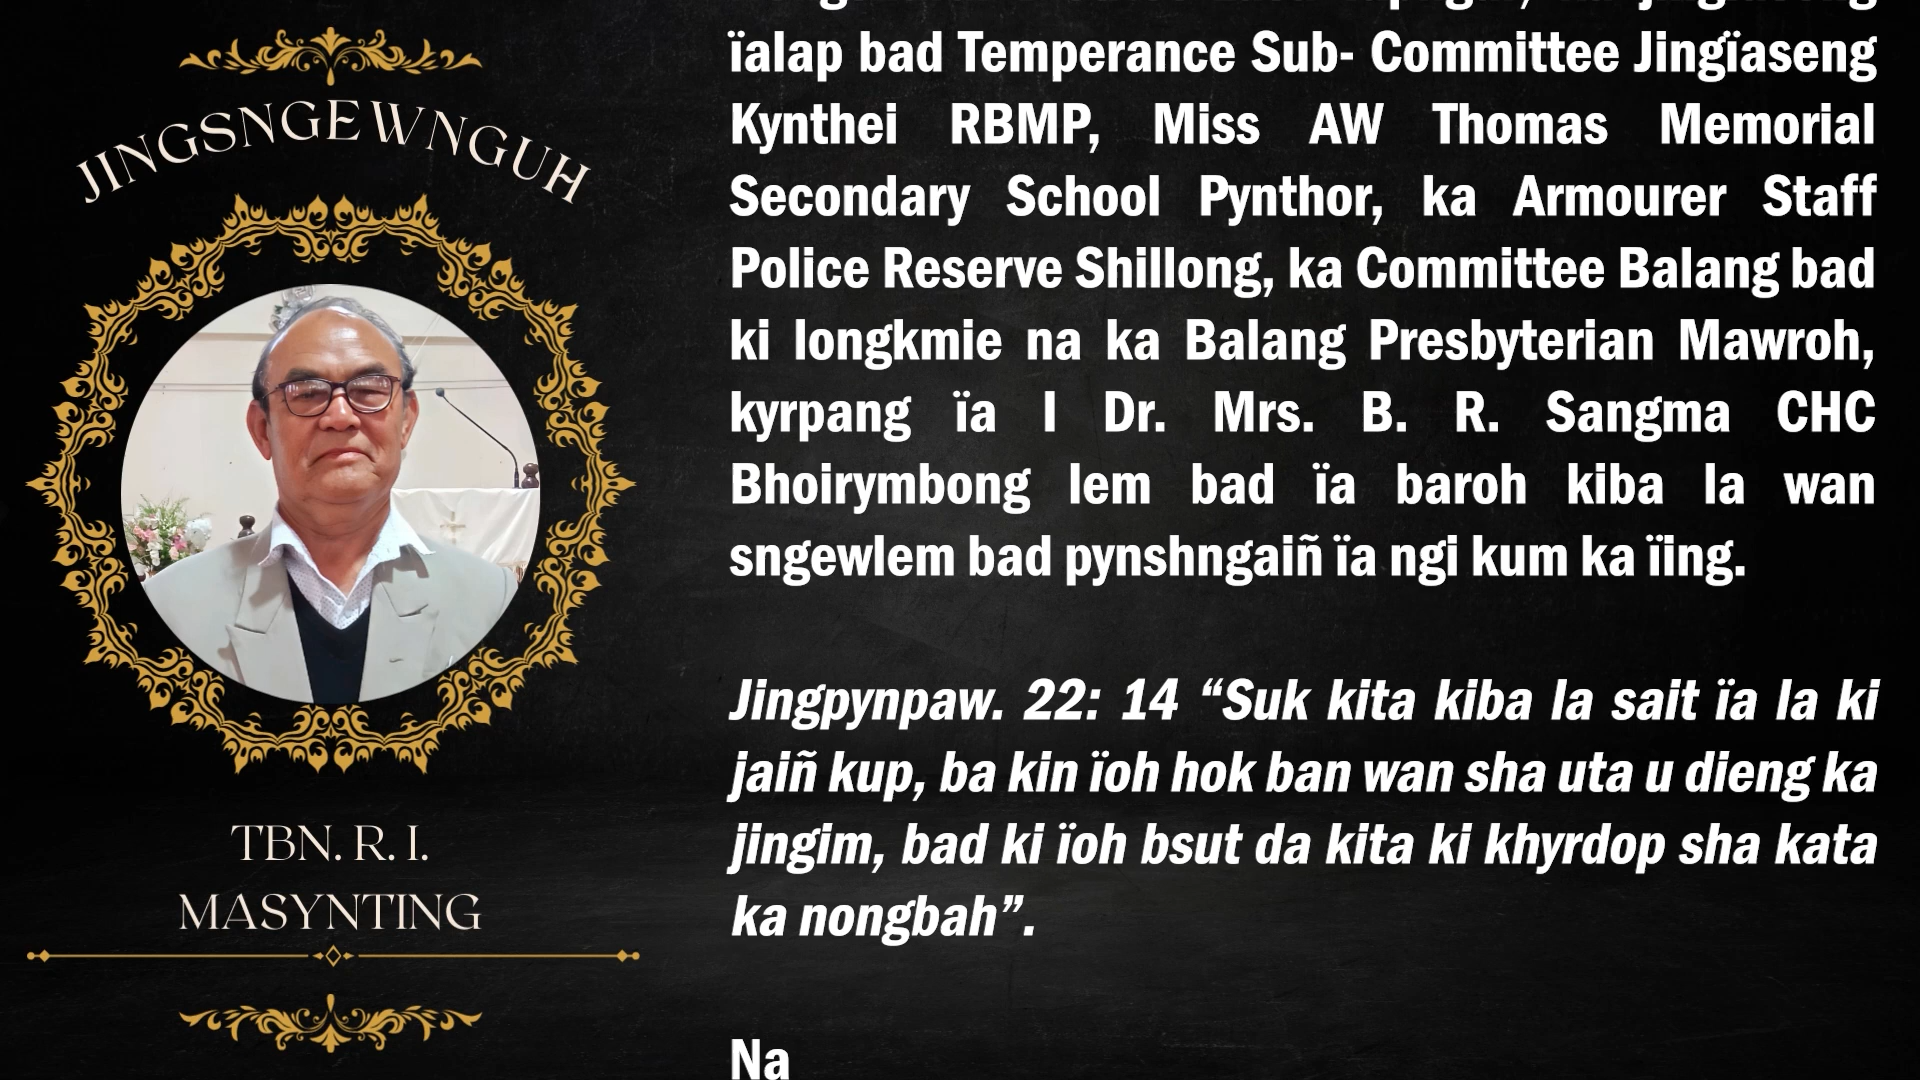 JINGSNGEWNGUH
TBN. R. I.
MASYNTING
ïalap bad Temperance Sub- Committee Jingïaseng
Kynthei RBMP, Miss AW Thomas Memorial
Secondary School Pynthor, ka Armourer Staff
Police Reserve Shillong, ka Committee Balang bad
ki longkmie na ka Balang Presbyterian Mawroh,
kyrpang ïa I Dr. Mrs. B. R. Sangma CHC
Bhoirymbong lem bad ïa baroh kiba la wan
sngewlem bad pynshngaiñ ïa ngi kum ka ïing.
Jingpynpaw. 22: 14 “Suk kita kiba la sait ïa la ki
jaiñ kup, ba kin ïoh hok ban wan sha uta u dieng ka
jingim, bad ki ïoh bsut da kita ki khyrdop sha kata
ka nongbah”.
Na